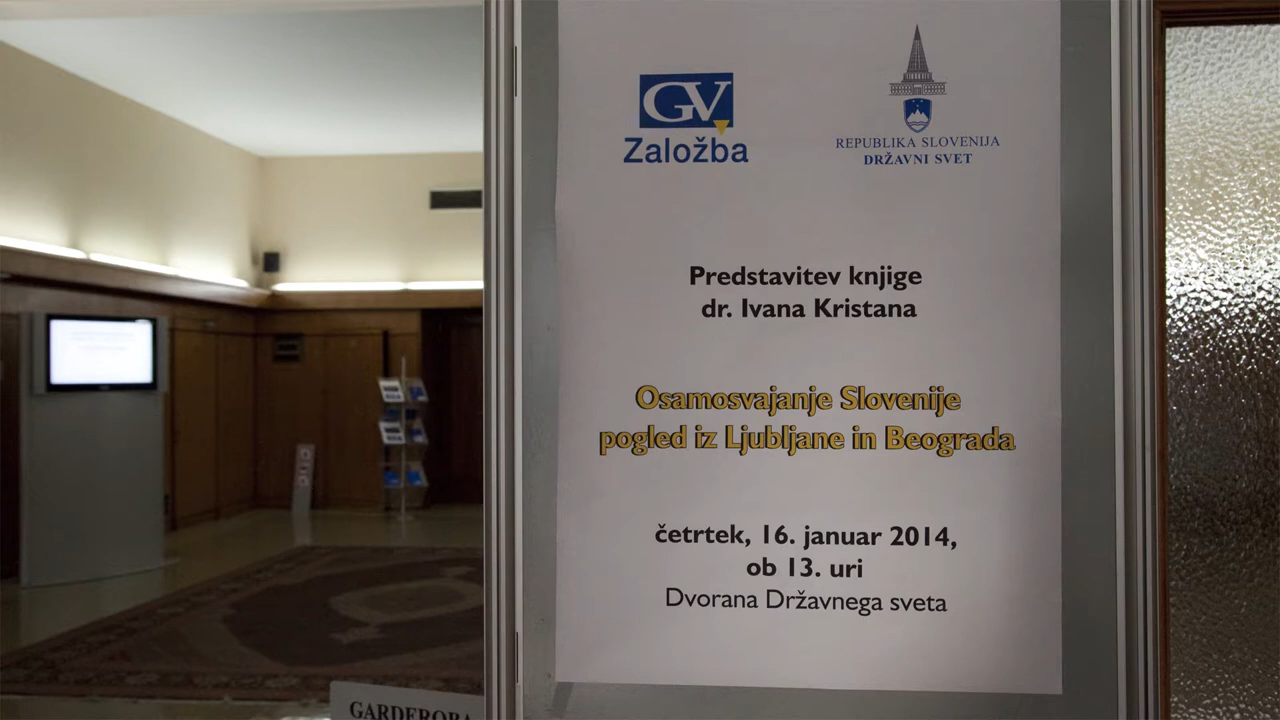 GV
Založba
REPUBLIKA SLOVENIJA
DRŽAVNI SVET
Predstavitev knjige
dr. Ivana Kristana
Osamosvajanje Slovenije
pogled iz Ljubljane in Beograda
četrtek, 16. januar 2014,
ob 13. uri
Dvorana Državnega sveta
GARDEROBA